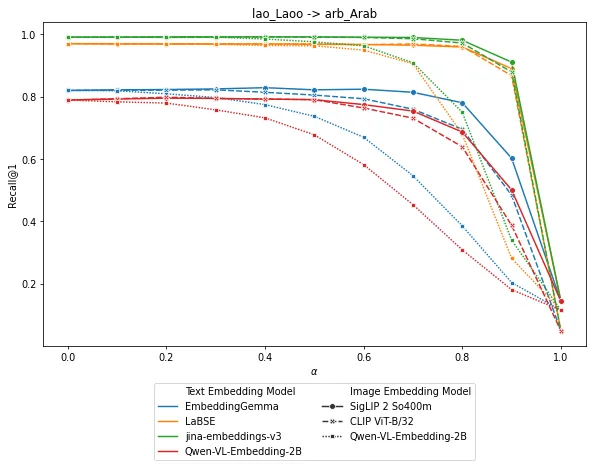 lao_Laoo -> arb_Arab
Recall@1
1.0
0.8
0.6
0.4
0.2
0.0 0.2 0.4 0.6 0.8 1.0
α
Text Embedding Model Image Embedding Model
EmbeddingGemma SigLIP 2 So400m
LaBSE CLIP ViT-B/32
jina-embeddings-v3 Qwen-VL-Embedding-2B
Qwen-VL-Embedding-2B